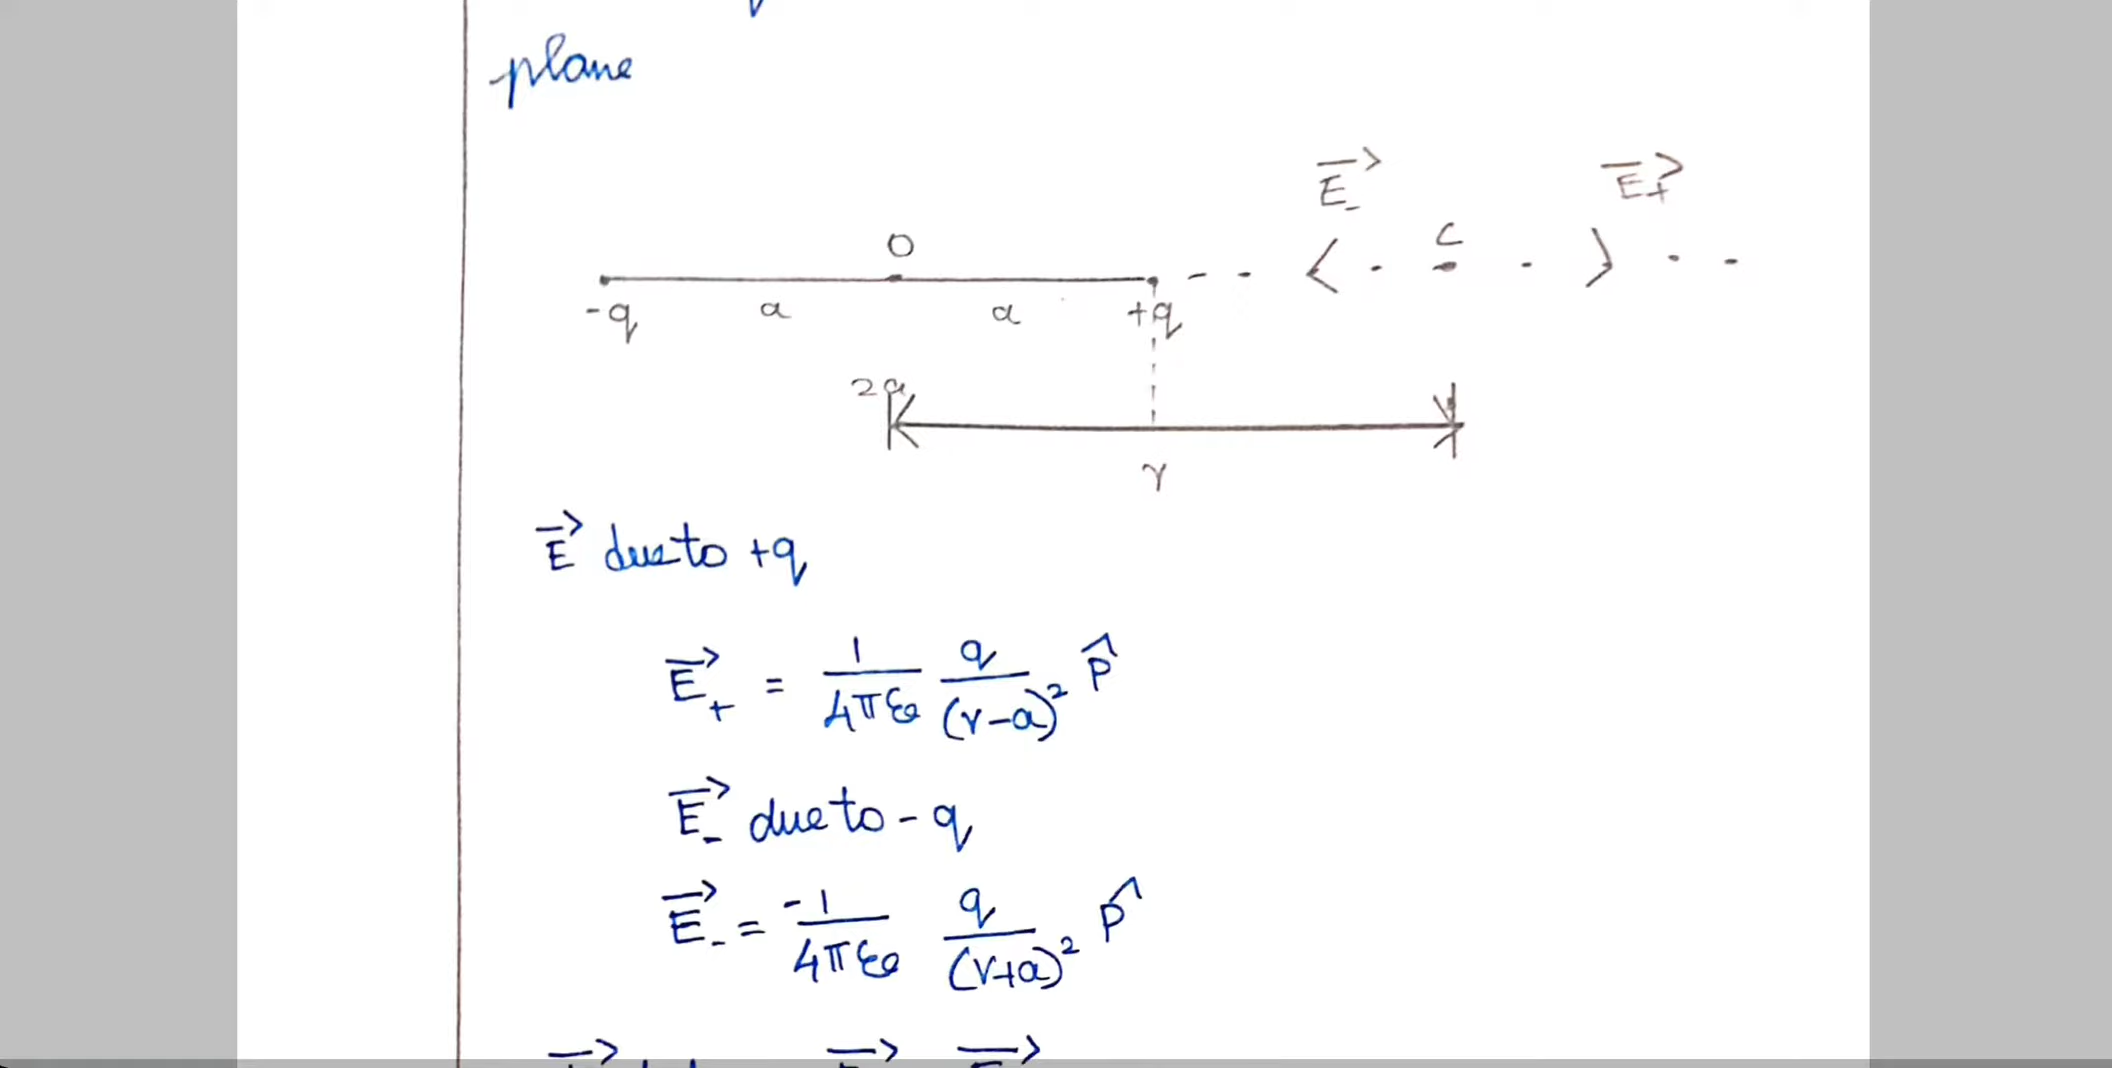 plane
E₋⃗ E₊⃗
O C
-q a a +q
2a
r
E⃗ due to +q
E⃗₊ = 1/4πε₀ q/(r-a)² p̂
E⃗₋ due to - q
E⃗₋ = -1/4πε₀ q/(r+a)² p̂